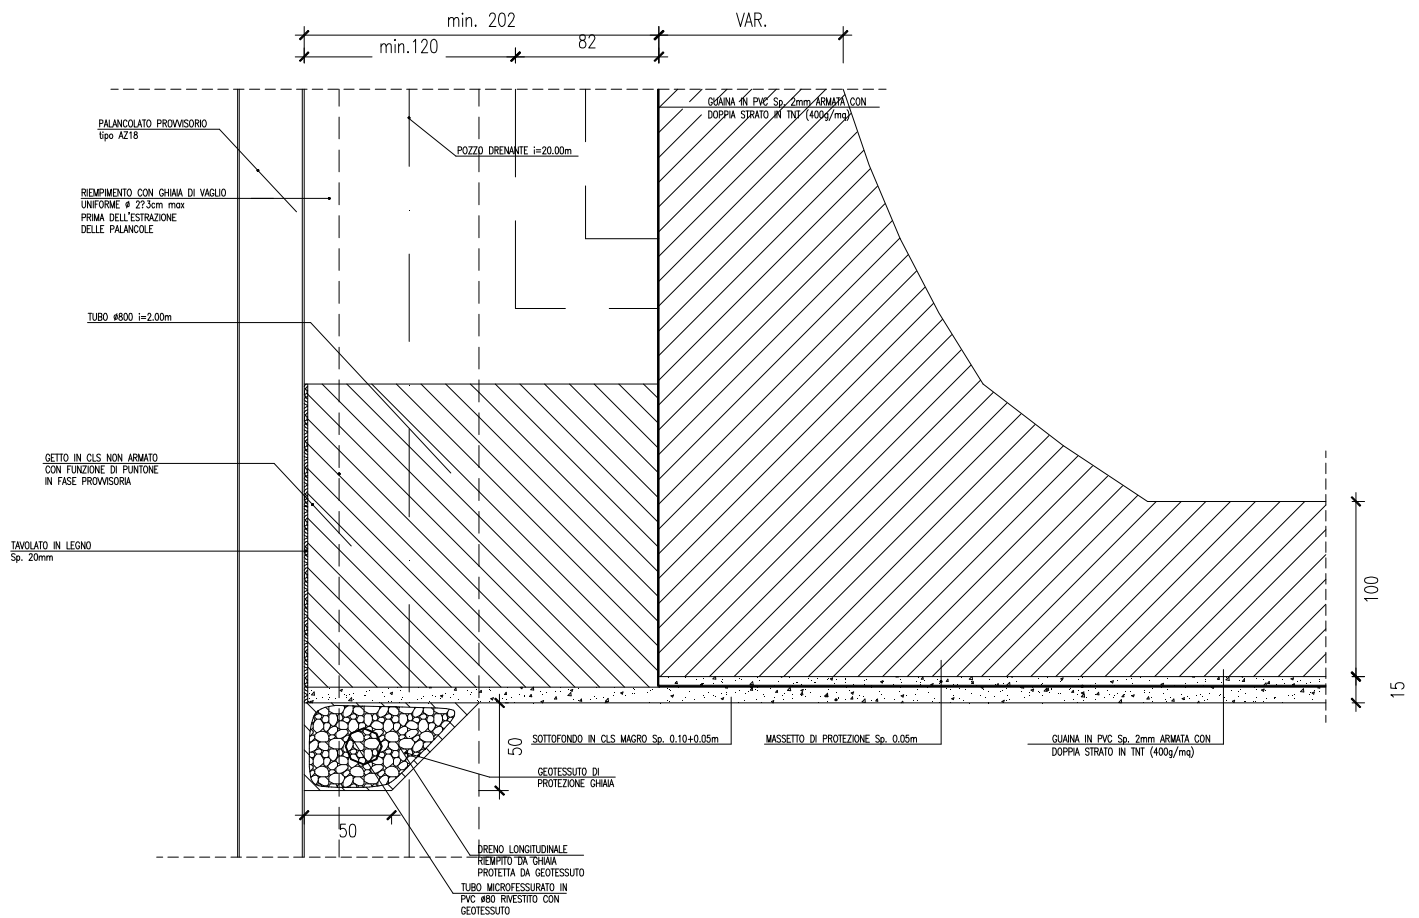 min. 202
VAR.
min.120
82
GUAINA IN PVC Sp. 2mm ARMATA CON
DOPPIA STRATO IN TNT (400g/mq)
PALANCOLATO PROVVISORIO
tipo AZ18
POZZO DRENANTE i=20.00m
RIEMPIMENTO CON GHIAIA DI VAGLIO
UNIFORME ø 2?3cm max
PRIMA DELL'ESTRAZIONE
DELLE PALANCOLE
TUBO ø800 i=2.00m
GETTO IN CLS NON ARMATO
CON FUNZIONE DI PUNTONE
IN FASE PROVVISORIA
TAVOLATO IN LEGNO
Sp. 20mm
100
15
50
SOTTOFONDO IN CLS MAGRO Sp. 0.10+0.05m
MASSETTO DI PROTEZIONE Sp. 0.05m
GUAINA IN PVC Sp. 2mm ARMATA CON
DOPPIA STRATO IN TNT (400g/mq)
GEOTESSUTO DI
PROTEZIONE GHIAIA
50
DRENO LONGITUDINALE
RIEMPITO DA GHIAIA
PROTETTA DA GEOTESSUTO
TUBO MICROFESSURATO IN
PVC ø80 RIVESTITO CON
GEOTESSUTO